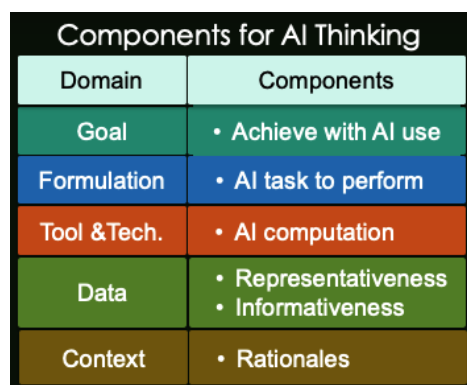 Components for AI Thinking
Domain
Components
Goal
• Achieve with AI use
Formulation
• AI task to perform
Tool &Tech.
• AI computation
Data
• Representativeness
• Informativeness
Context
• Rationales